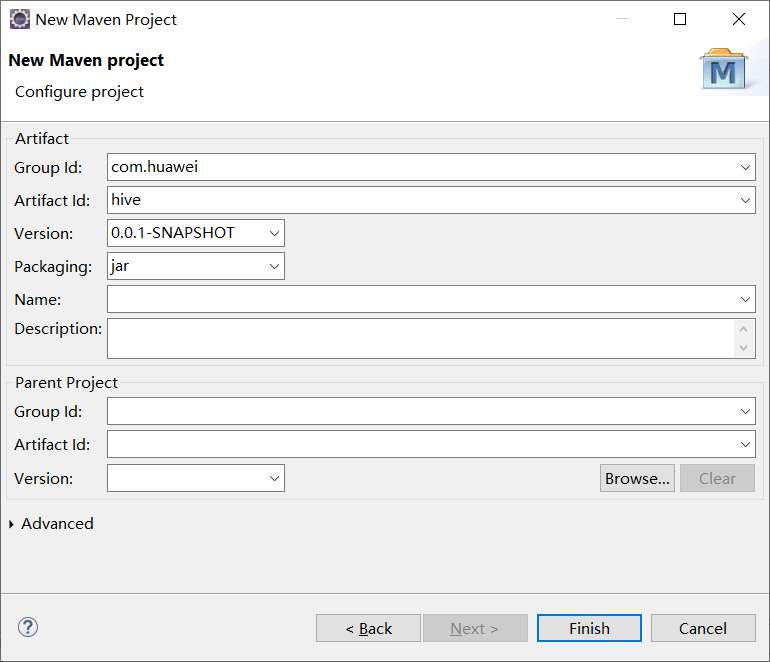 New Maven Project
New Maven project
Configure project
M
Artifact
Group Id: com.huawei
Artifact Id: hive
Version: 0.0.1-SNAPSHOT
Packaging: jar
Name:
Description:
Parent Project
Group Id:
Artifact Id:
Version:
Browse... Clear
Advanced
? < Back Next > Finish Cancel